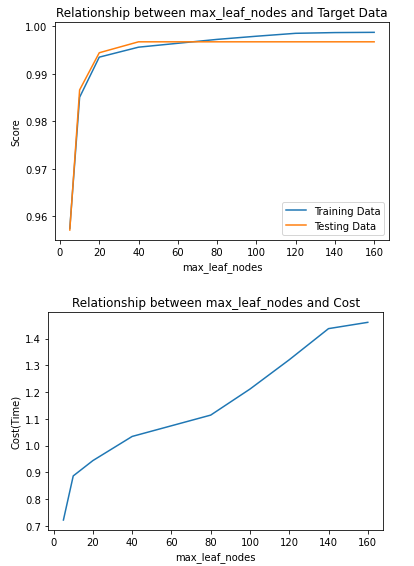 Relationship between max_leaf_nodes and Target Data
1.00
0.99
0.98
0.97
0.96
Score
Training Data
Testing Data
0 20 40 60 80 100 120 140 160
max_leaf_nodes
Relationship between max_leaf_nodes and Cost
1.4
1.3
1.2
1.1
1.0
0.9
0.8
0.7
Cost(Time)
0 20 40 60 80 100 120 140 160
max_leaf_nodes